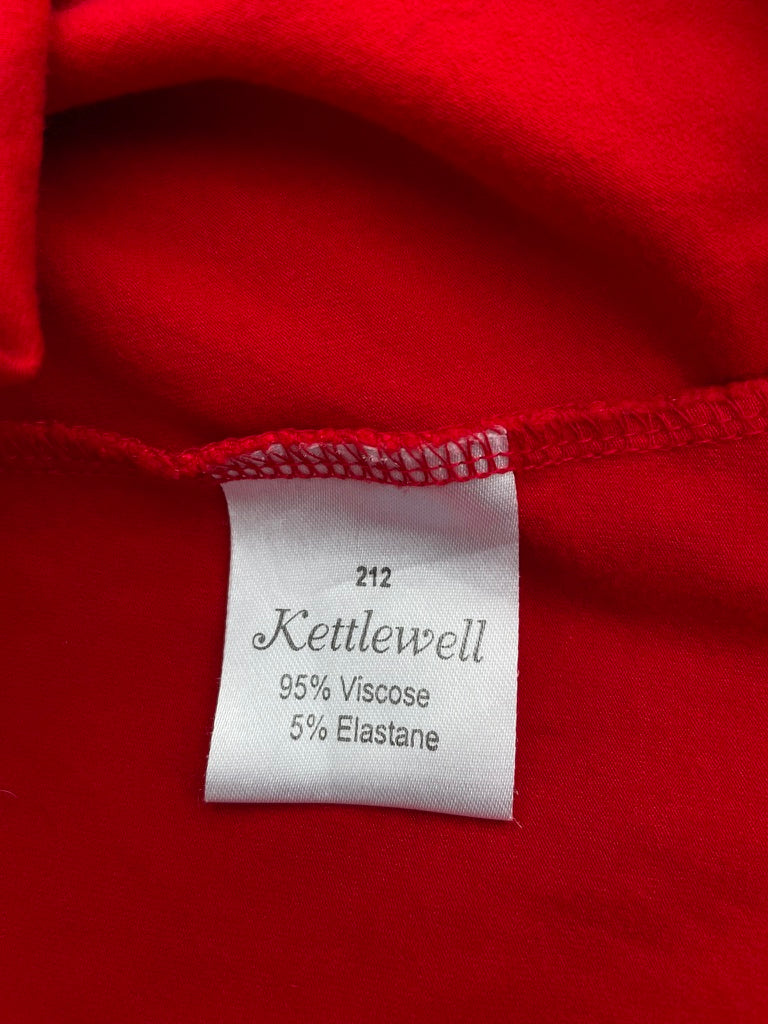 212
Kettlewell
95% Viscose
5% Elastane